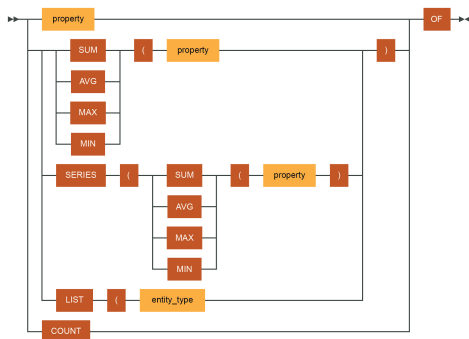 property OF
SUM ( property )
AVG
MAX
MIN
SERIES ( SUM ( property )
AVG
MAX
MIN
LIST ( entity_type
COUNT